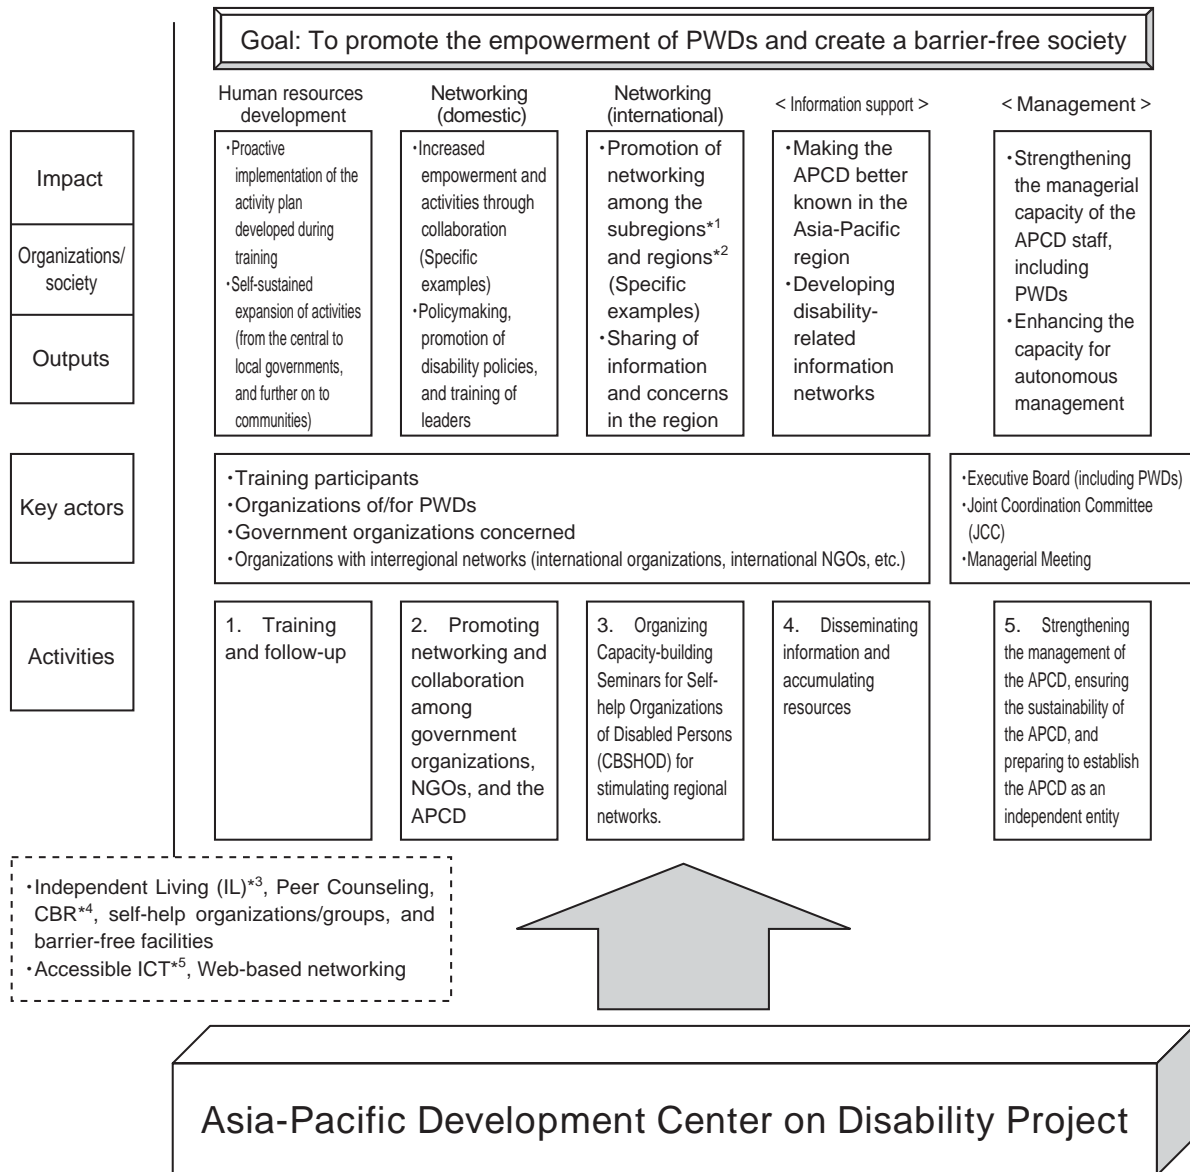 Goal: To promote the empowerment of PWDs and create a barrier-free society
Human resources
development
Networking
(domestic)
Networking
(international)
< Information support >
< Management >
Impact
Organizations/
society
Outputs
・Proactive
implementation of the
activity plan
developed during
training
・Self-sustained
expansion of activities
(from the central to
local governments,
and further on to
communities)
・Increased
empowerment and
activities through
collaboration
(Specific
examples)
・Policymaking,
promotion of
disability policies,
and training of
leaders
・Promotion of
networking
among the
subregions*1
and regions*2
(Specific
examples)
・Sharing of
information
and concerns
in the region
・Making the
APCD better
known in the
Asia-Pacific
region
・Developing
disability-
related
information
networks
・Strengthening
the managerial
capacity of the
APCD staff,
including
PWDs
・Enhancing the
capacity for
autonomous
management
Key actors
・Training participants
・Organizations of/for PWDs
・Government organizations concerned
・Organizations with interregional networks (international organizations, international NGOs, etc.)
・Executive Board (including PWDs)
・Joint Coordination Committee
(JCC)
・Managerial Meeting
Activities
1. Training
and follow-up
2. Promoting
networking and
collaboration
among
government
organizations,
NGOs, and the
APCD
3. Organizing
Capacity-building
Seminars for Self-
help Organizations
of Disabled Persons
(CBSHOD) for
stimulating regional
networks.
4. Disseminating
information and
accumulating
resources
5. Strengthening
the management of
the APCD, ensuring
the sustainability of
the APCD, and
preparing to establish
the APCD as an
independent entity
・Independent Living (IL)*3, Peer Counseling,
CBR*4, self-help organizations/groups, and
barrier-free facilities
・Accessible ICT*5, Web-based networking
Asia-Pacific Development Center on Disability Project